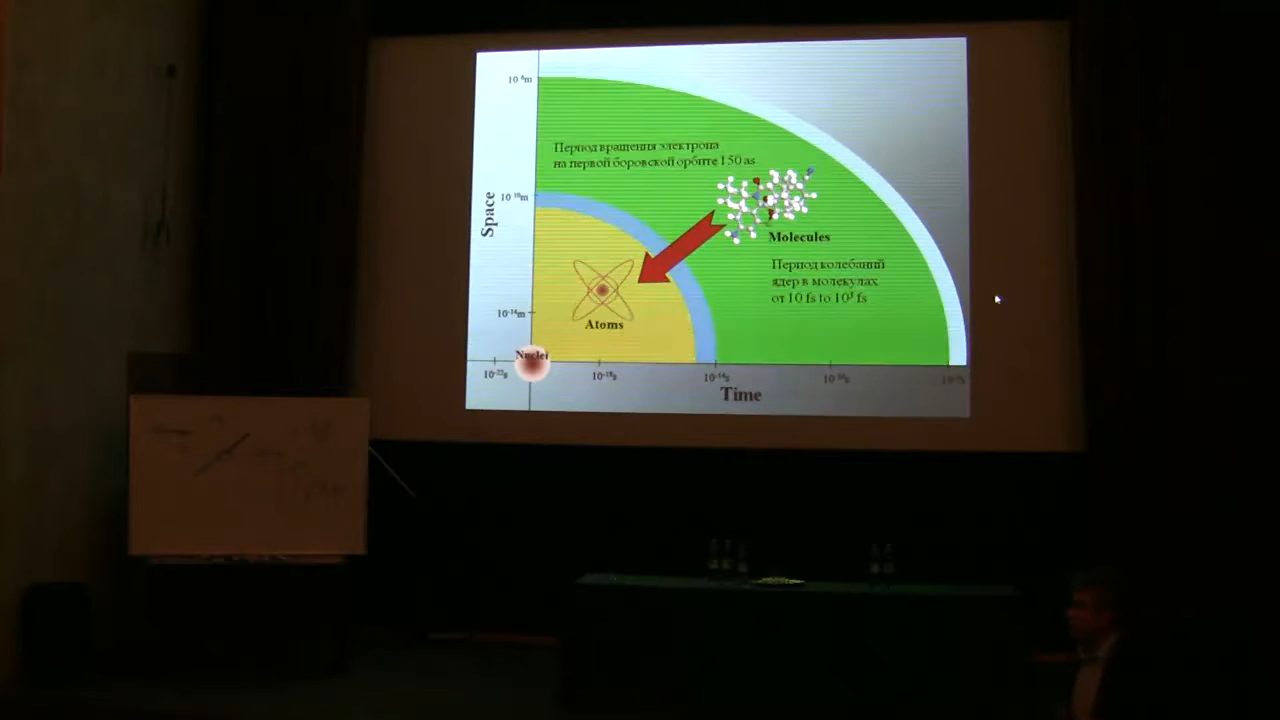 10⁻⁸m
Период вращения электрона
на первой боровской орбите 150 as
10⁻¹⁰m
Space
Molecules
Период колебаний
ядер в молекулах
от 10 fs to 10³ fs
10⁻¹⁴m
Atoms
Nuclei
10⁻²²s
10⁻¹⁸s
10⁻¹⁴s
Time